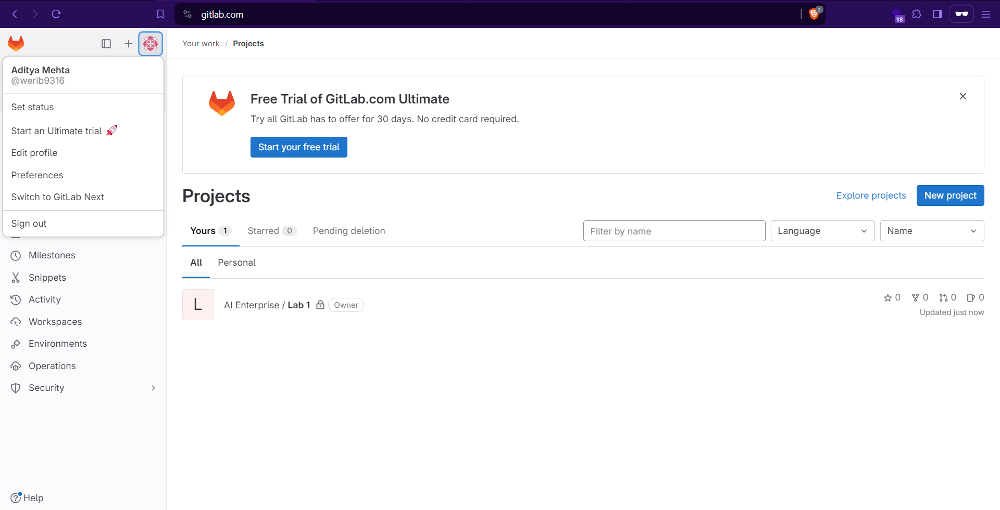 gitlab.com
2
18
Your work / Projects
Aditya Mehta
@werib9316
Set status
Start an Ultimate trial 🚀
Edit profile
Preferences
Switch to GitLab Next
Sign out
Milestones
Snippets
Activity
Workspaces
Environments
Operations
Security
Help
Free Trial of GitLab.com Ultimate
Try all GitLab has to offer for 30 days. No credit card required.
Start your free trial
Projects
Explore projects
New project
Yours 1
Starred 0
Pending deletion
Filter by name
Language
Name
All
Personal
L
AI Enterprise / Lab 1
Owner
0 0 0 0
Updated just now